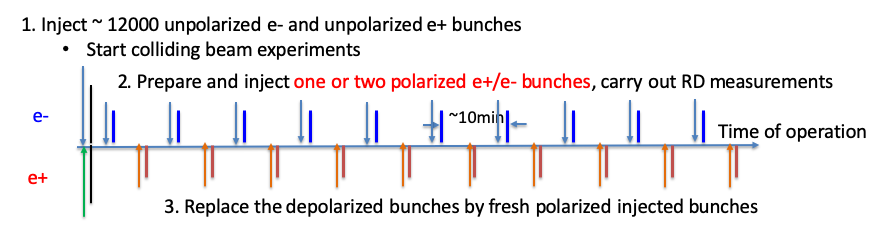 1. Inject ~ 12000 unpolarized e- and unpolarized e+ bunches
• Start colliding beam experiments
2. Prepare and inject one or two polarized e+/e- bunches, carry out RD measurements
e-
~10min
Time of operation
e+
3. Replace the depolarized bunches by fresh polarized injected bunches